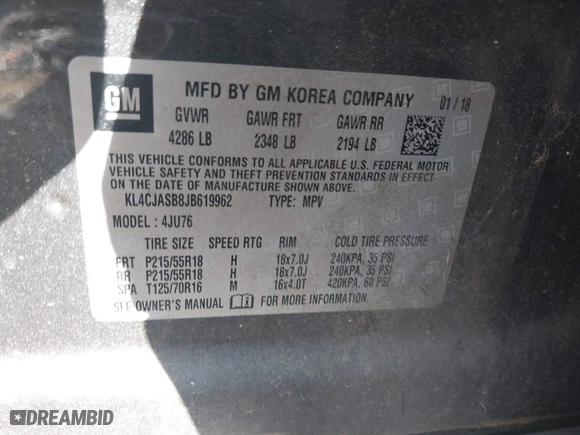 GM
MFD BY GM KOREA COMPANY 01/18
GVWR GAWR FRT GAWR RR
4286 LB 2348 LB 2194 LB
THIS VEHICLE CONFORMS TO ALL APPLICABLE U.S. FEDERAL MOTOR
VEHICLE SAFETY AND THEFT PREVENTION STANDARDS IN EFFECT
ON THE DATE OF MANUFACTURE SHOWN ABOVE.
KL4CJASB8JB619962 TYPE: MPV
MODEL: 4JU76
TIRE SIZE SPEED RTG RIM COLD TIRE PRESSURE
FRT P215/55R18 H 18x7.0J 240KPA, 35 PSI
RR P215/55R18 H 18x7.0J 240KPA, 35 PSI
SPA T125/70R16 M 16x4.0T 420KPA, 60 PSI
SEE OWNER'S MANUAL FOR MORE INFORMATION.
DREAMBID